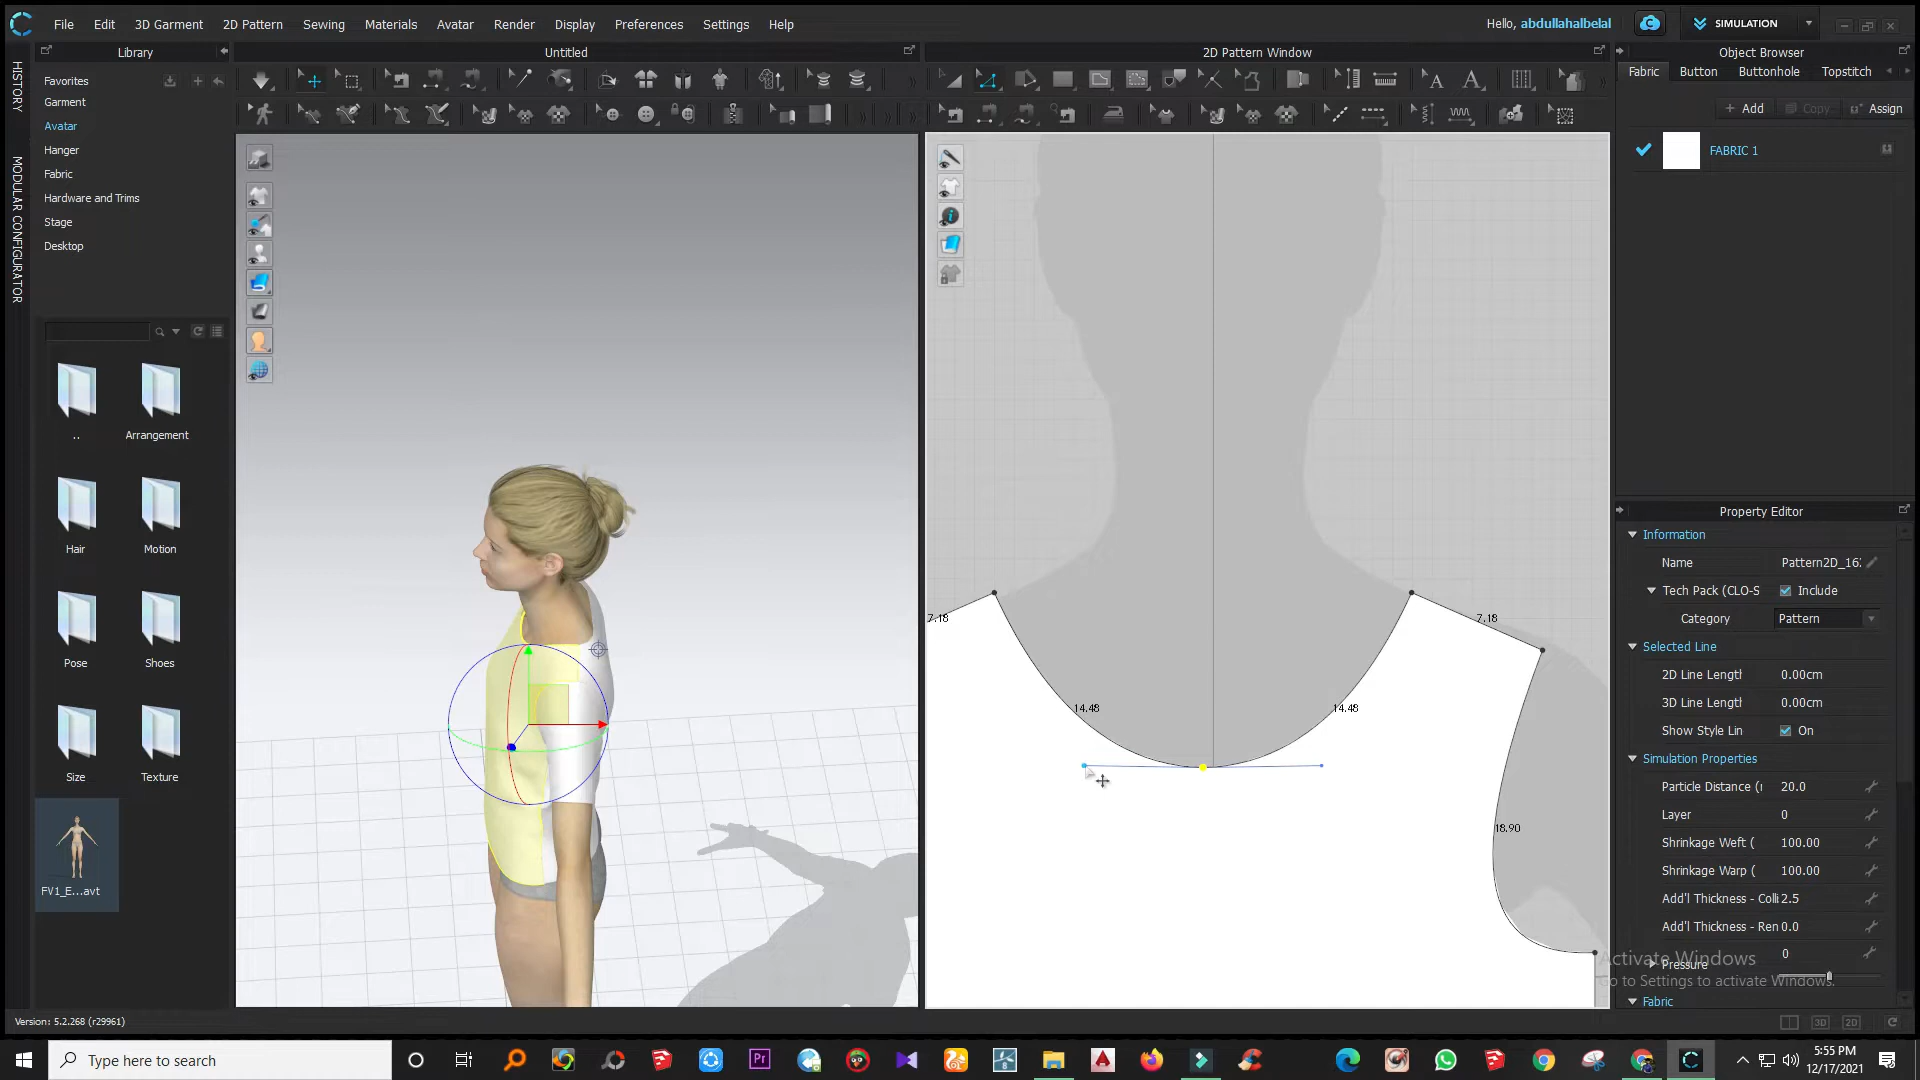 File Edit 3D Garment 2D Pattern Sewing Materials Avatar Render Display Preferences Settings Help
Hello, abdullahalbelal
SIMULATION
HISTORY
MODULAR CONFIGURATOR
Library
Untitled
2D Pattern Window
Object Browser
Favorites
Garment
Avatar
Hanger
Fabric
Hardware and Trims
Stage
Desktop
Fabric Button Buttonhole Topstitch
+ Add Copy Assign
FABRIC 1
..
Arrangement
Hair
Motion
Pose
Shoes
Size
Texture
FV1_E...avt
7.18
7.18
14.48
14.48
18.90
Property Editor
Information
Name Pattern2D_16:
Tech Pack (CLO-S Include
Category Pattern
Selected Line
2D Line Length 0.00cm
3D Line Length 0.00cm
Show Style Lin On
Simulation Properties
Particle Distance (r 20.0
Layer 0
Shrinkage Weft ( 100.00
Shrinkage Warp ( 100.00
Add'l Thickness - Colli 2.5
Add'l Thickness - Ren 0.0
Pressure 0
Activate Windows
Go to Settings to activate Windows.
Fabric
Version: 5.2.268 (r29961)
3D 2D
Type here to search
5:55 PM
12/17/2021